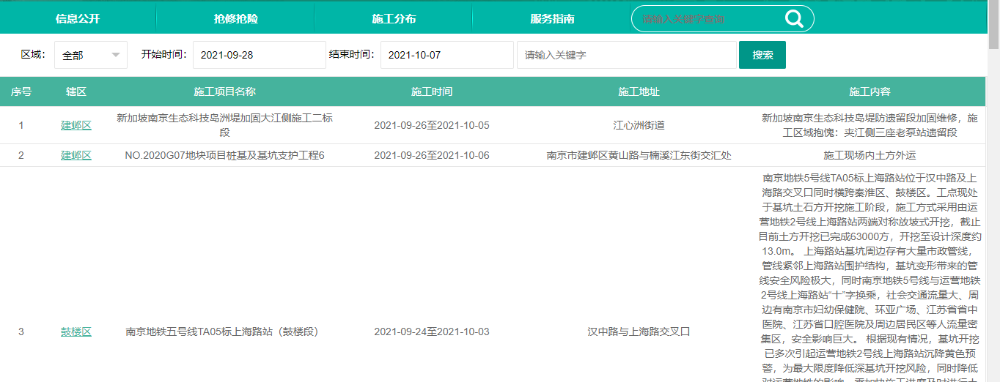 信息公开 抢修抢险 施工分布 服务指南 请输入关键字查询
区域： 全部 开始时间： 2021-09-28 结束时间： 2021-10-07 请输入关键字 搜索
序号 辖区 施工项目名称 施工时间 施工地址 施工内容
1 建邺区 新加坡南京生态科技岛洲堤加固大江侧施工二标
段 2021-09-26至2021-10-05 江心洲街道 新加坡南京生态科技岛堤防遗留段加固维修，施
工区域抱愧：夹江侧三座老泵站遗留段
2 建邺区 NO.2020G07地块项目桩基及基坑支护工程6 2021-09-26至2021-10-06 南京市建邺区黄山路与楠溪江东街交汇处 施工现场内土方外运
3 鼓楼区 南京地铁五号线TA05标上海路站（鼓楼段） 2021-09-24至2021-10-03 汉中路与上海路交叉口
南京地铁5号线TA05标上海路站位于汉中路及上
海路交叉口同时横跨秦淮区、鼓楼区。工点现处
于基坑土石方开挖施工阶段，施工方式采用由运
营地铁2号线上海路站两端对称放坡式开挖，截止
目前土方开挖已完成63000方，开挖至设计深度约
13.0m。 上海路站基坑周边存有大量市政管线，
管线紧邻上海路站围护结构，基坑变形带来的管
线安全风险极大，同时南京地铁5号线与运营地铁
2号线上海路站“十”字换乘，社会交通流量大、周
边有南京市妇幼保健院、环亚广场、江苏省省中
医院、江苏省口腔医院及周边居民区等人流量密
集区，安全影响巨大。 根据现有情况，基坑开挖
已多次引起运营地铁2号线上海路站沉降黄色预
警，为最大限度降低深基坑开挖风险，同时降低